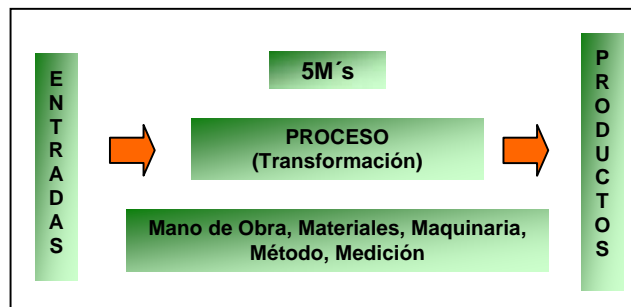 ENTRADAS
5M´s
PROCESO
(Transformación)
Mano de Obra, Materiales, Maquinaria,
Método, Medición
PRODUCTOS